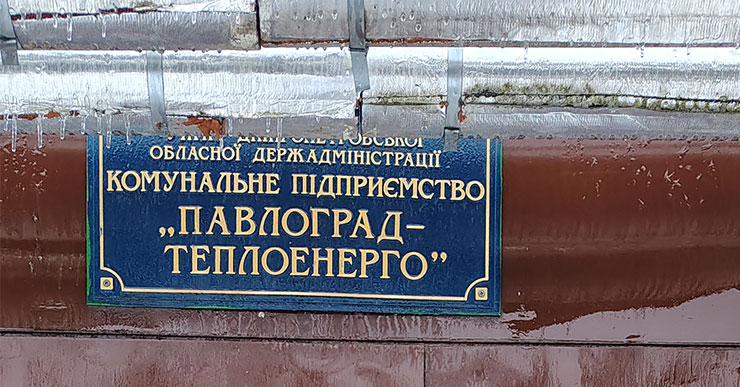 ОБЛАСНОЇ ДЕРЖАДМІНІСТРАЦІЇ
КОМУНАЛЬНЕ ПІДПРИЄМСТВО
„ПАВЛОГРАД-
ТЕПЛОЕНЕРГО”